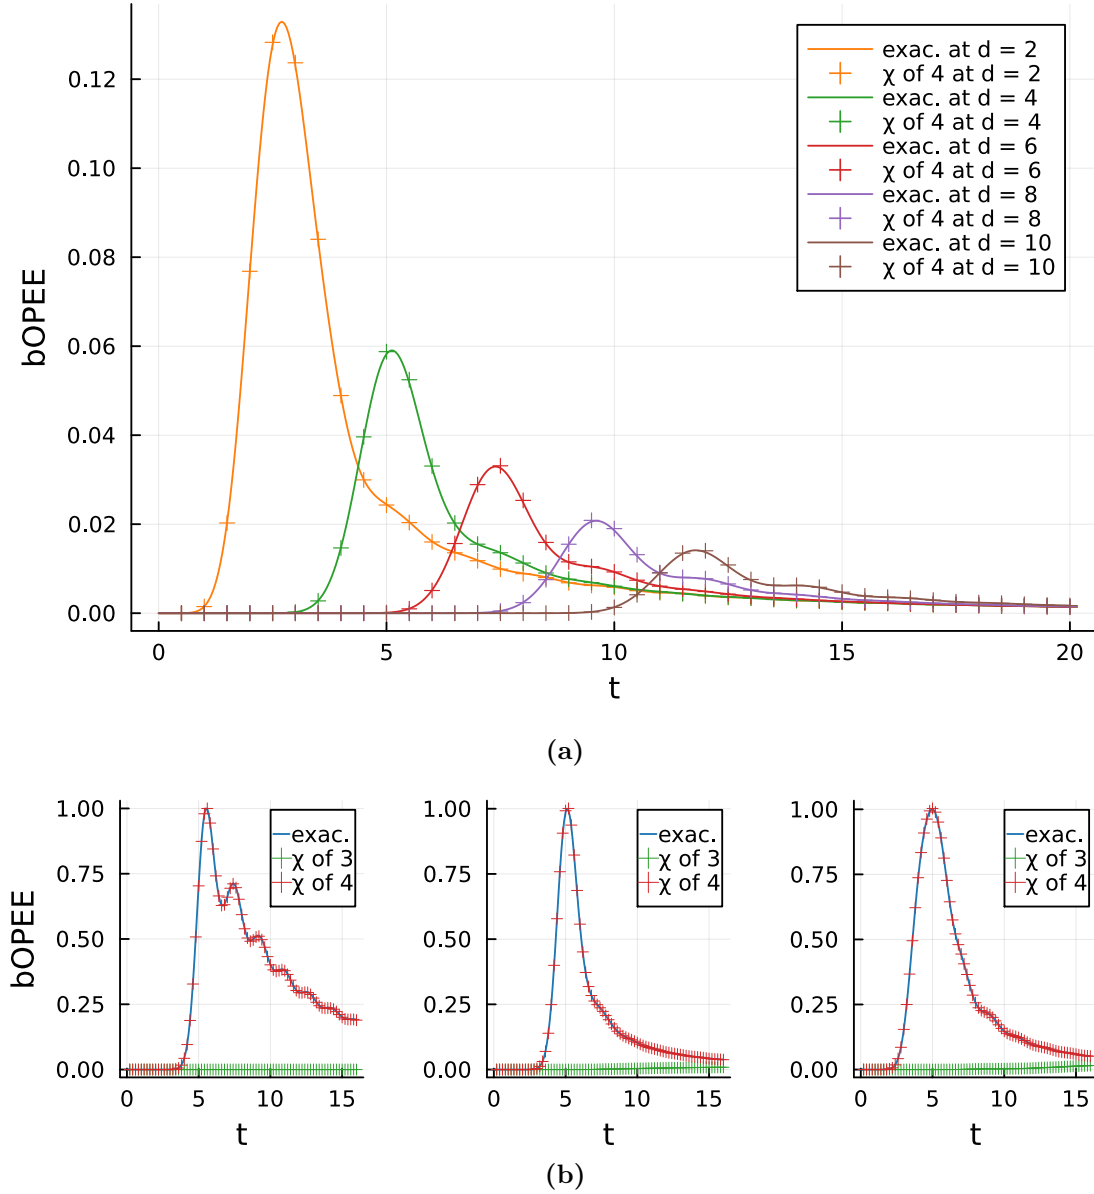 0.12
0.10
0.08
0.06
0.04
0.02
0.00
bOPEE
exac. at d = 2
χ of 4 at d = 2
exac. at d = 4
χ of 4 at d = 4
exac. at d = 6
χ of 4 at d = 6
exac. at d = 8
χ of 4 at d = 8
exac. at d = 10
χ of 4 at d = 10
0 5 10 15 20
t
(a)
bOPEE
1.00
0.75
0.50
0.25
0.00
exac.
χ of 3
χ of 4
0 5 10 15
t
1.00
0.75
0.50
0.25
0.00
exac.
χ of 3
χ of 4
0 5 10 15
t
1.00
0.75
0.50
0.25
0.00
exac.
χ of 3
χ of 4
0 5 10 15
t
(b)